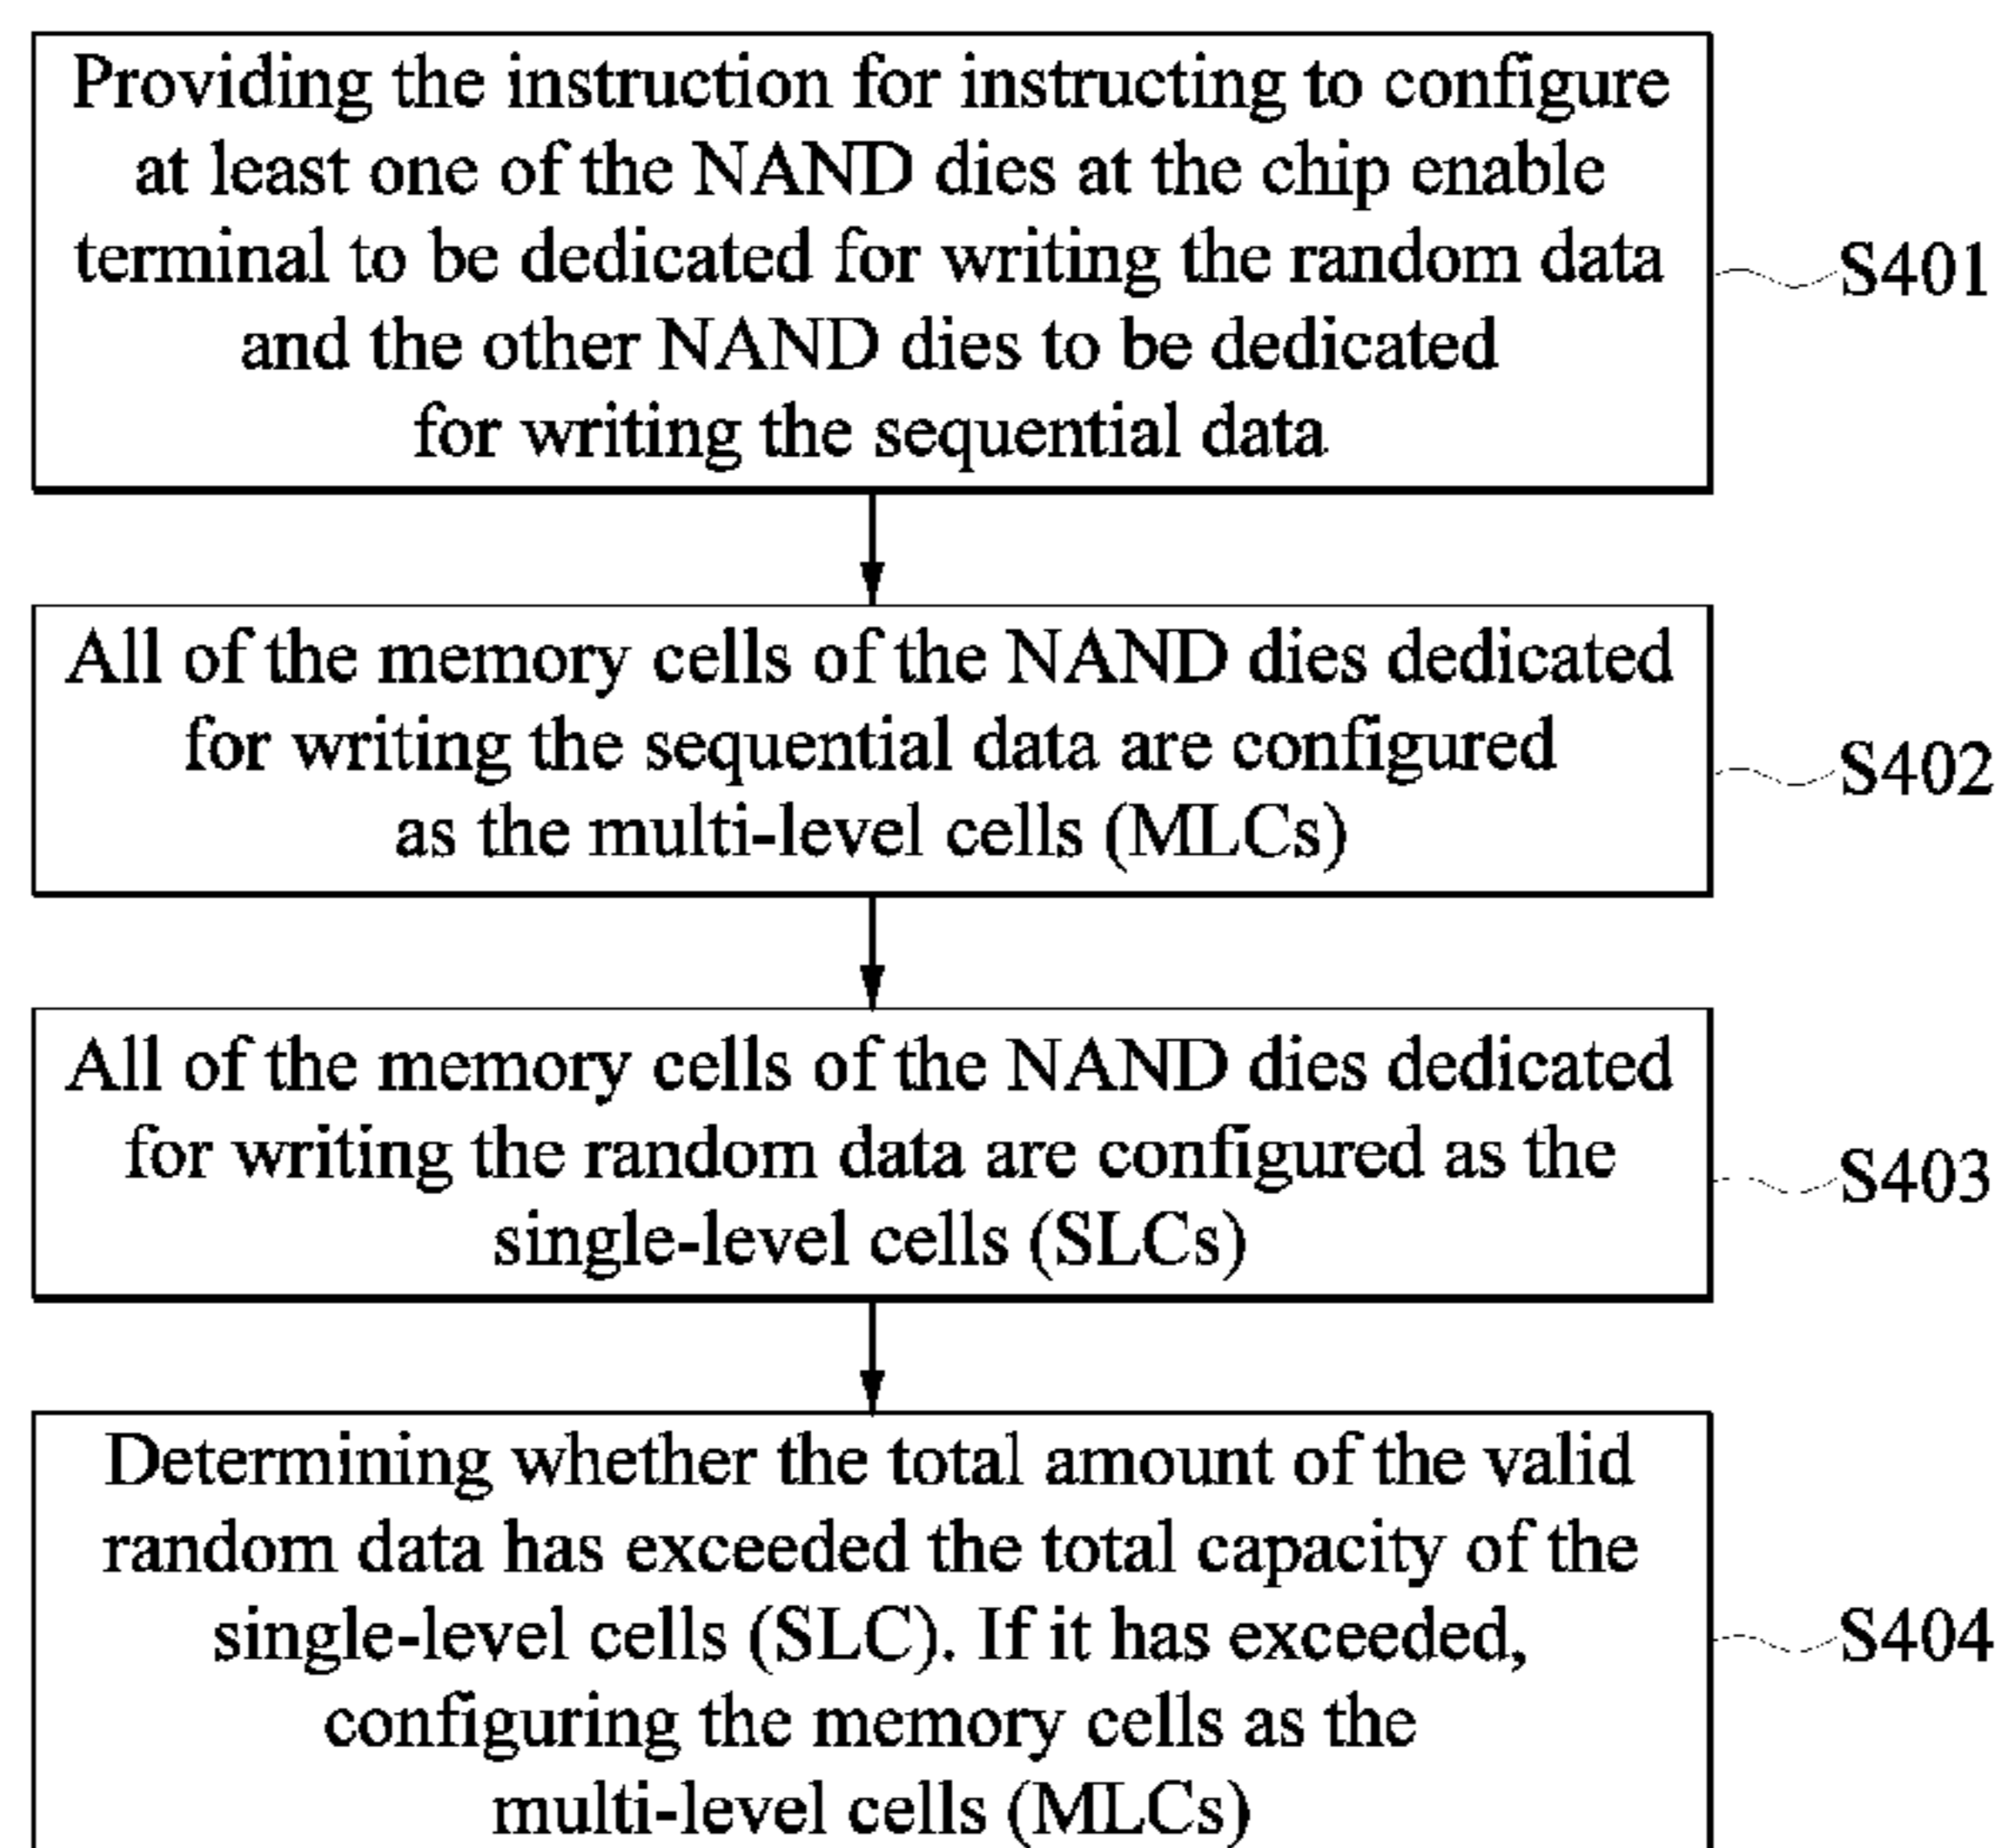 Providing the instruction for instructing to configure
at least one of the NAND dies at the chip enable
terminal to be dedicated for writing the random data
and the other NAND dies to be dedicated
for writing the sequential data
S401
All of the memory cells of the NAND dies dedicated
for writing the sequential data are configured
as the multi-level cells (MLCs)
S402
All of the memory cells of the NAND dies dedicated
for writing the random data are configured as the
single-level cells (SLCs)
S403
Determining whether the total amount of the valid
random data has exceeded the total capacity of the
single-level cells (SLC). If it has exceeded,
configuring the memory cells as the
multi-level cells (MLCs)
S404